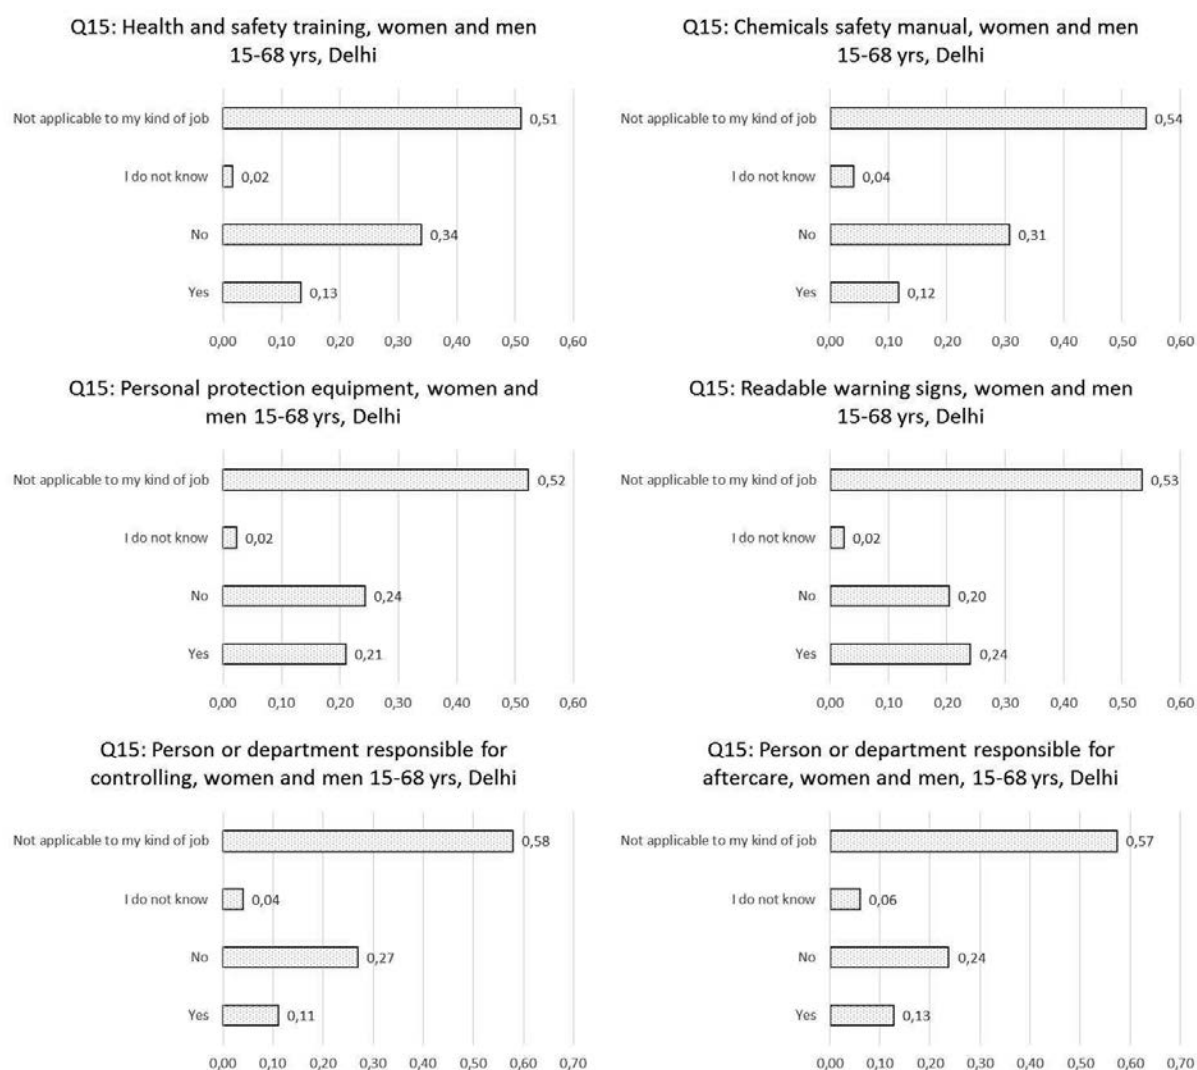 Q15: Health and safety training, women and men
15-68 yrs, Delhi
Not applicable to my kind of job
0,51
I do not know
0,02
No
0,34
Yes
0,13
0,00 0,10 0,20 0,30 0,40 0,50 0,60
Q15: Chemicals safety manual, women and men
15-68 yrs, Delhi
Not applicable to my kind of job
0,54
I do not know
0,04
No
0,31
Yes
0,12
0,00 0,10 0,20 0,30 0,40 0,50 0,60
Q15: Personal protection equipment, women and
men 15-68 yrs, Delhi
Not applicable to my kind of job
0,52
I do not know
0,02
No
0,24
Yes
0,21
0,00 0,10 0,20 0,30 0,40 0,50 0,60
Q15: Readable warning signs, women and men
15-68 yrs, Delhi
Not applicable to my kind of job
0,53
I do not know
0,02
No
0,20
Yes
0,24
0,00 0,10 0,20 0,30 0,40 0,50 0,60
Q15: Person or department responsible for
controlling, women and men 15-68 yrs, Delhi
Not applicable to my kind of job
0,58
I do not know
0,04
No
0,27
Yes
0,11
0,00 0,10 0,20 0,30 0,40 0,50 0,60 0,70
Q15: Person or department responsible for
aftercare, women and men, 15-68 yrs, Delhi
Not applicable to my kind of job
0,57
I do not know
0,06
No
0,24
Yes
0,13
0,00 0,10 0,20 0,30 0,40 0,50 0,60 0,70